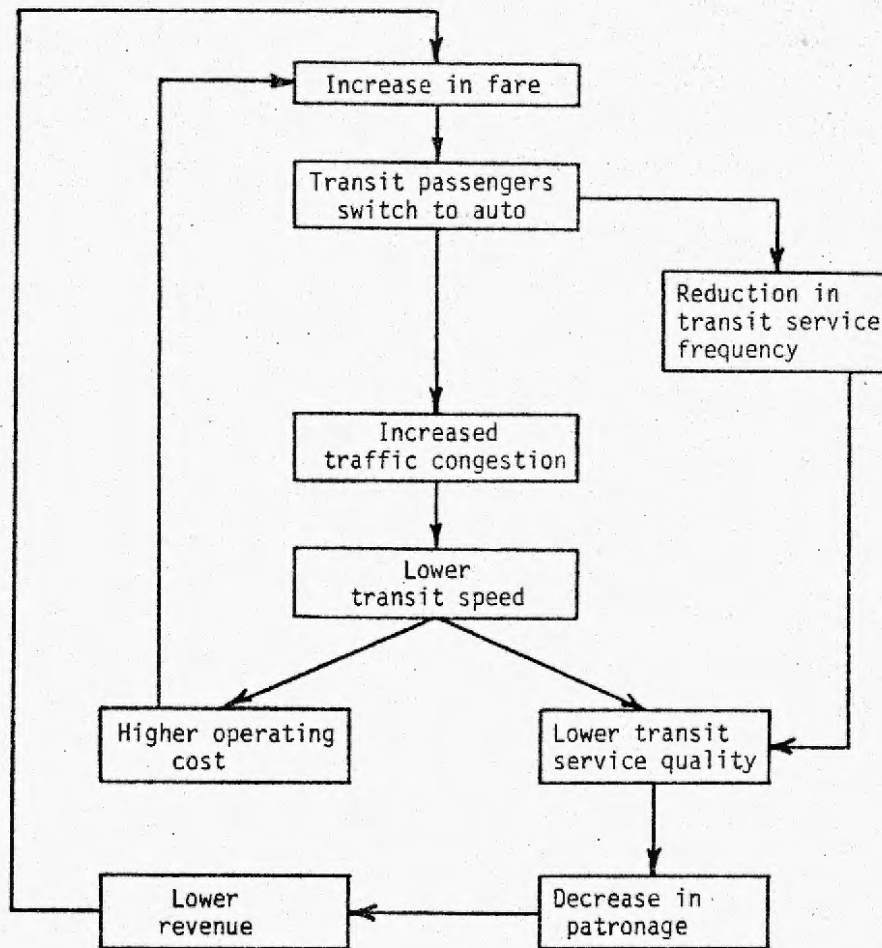 Increase in fare
Transit passengers
switch to auto
Reduction in
transit service
frequency
Increased
traffic congestion
Lower
transit speed
Higher operating
cost
Lower transit
service quality
Lower
revenue
Decrease in
patronage